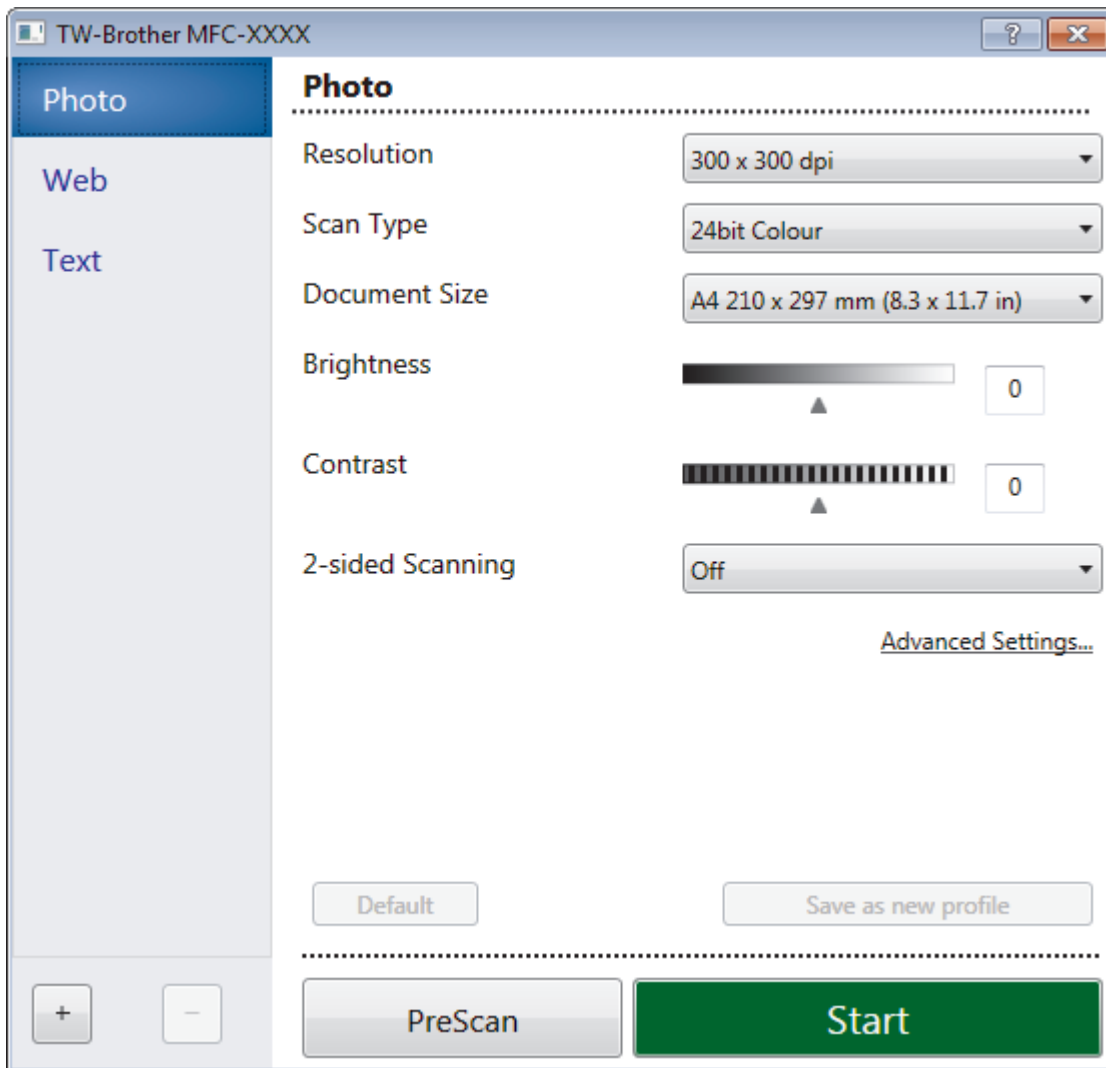 TW-Brother MFC-XXXX
Photo
Web
Text
+
−
Photo
Resolution
300 x 300 dpi
Scan Type
24bit Colour
Document Size
A4 210 x 297 mm (8.3 x 11.7 in)
Brightness
0
Contrast
0
2-sided Scanning
Off
Advanced Settings...
Default
Save as new profile
PreScan
Start